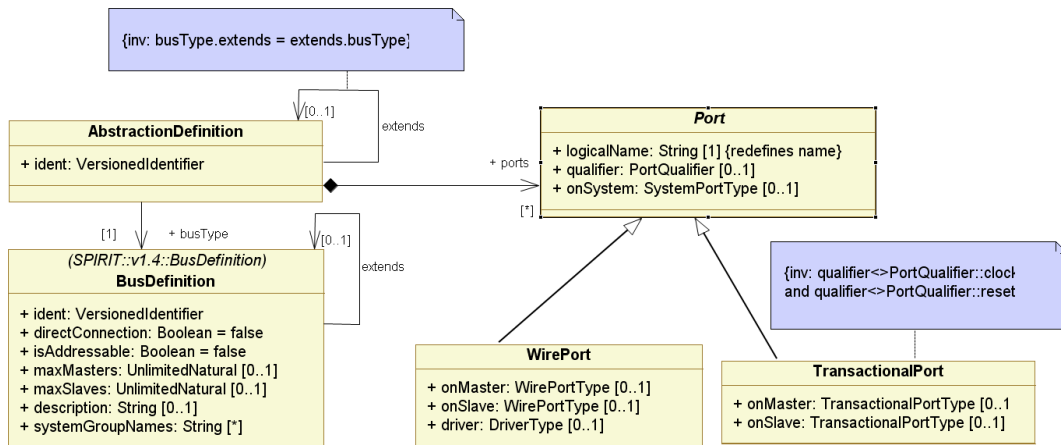 {inv: busType.extends = extends.busType}
[0..1]
extends
AbstractionDefinition
+ ident: VersionedIdentifier
Port
+ logicalName: String [1] {redefines name}
+ qualifier: PortQualifier [0..1]
+ onSystem: SystemPortType [0..1]
+ ports
[*]
[1]
+ busType
[0..1]
extends
(SPIRIT::v1.4::BusDefinition)
BusDefinition
+ ident: VersionedIdentifier
+ directConnection: Boolean = false
+ isAddressable: Boolean = false
+ maxMasters: UnlimitedNatural [0..1]
+ maxSlaves: UnlimitedNatural [0..1]
+ description: String [0..1]
+ systemGroupNames: String [*]
{inv: qualifier<>PortQualifier::clock
and qualifier<>PortQualifier::reset
WirePort
+ onMaster: WirePortType [0..1]
+ onSlave: WirePortType [0..1]
+ driver: DriverType [0..1]
TransactionalPort
+ onMaster: TransactionalPortType [0..1
+ onSlave: TransactionalPortType [0..1]